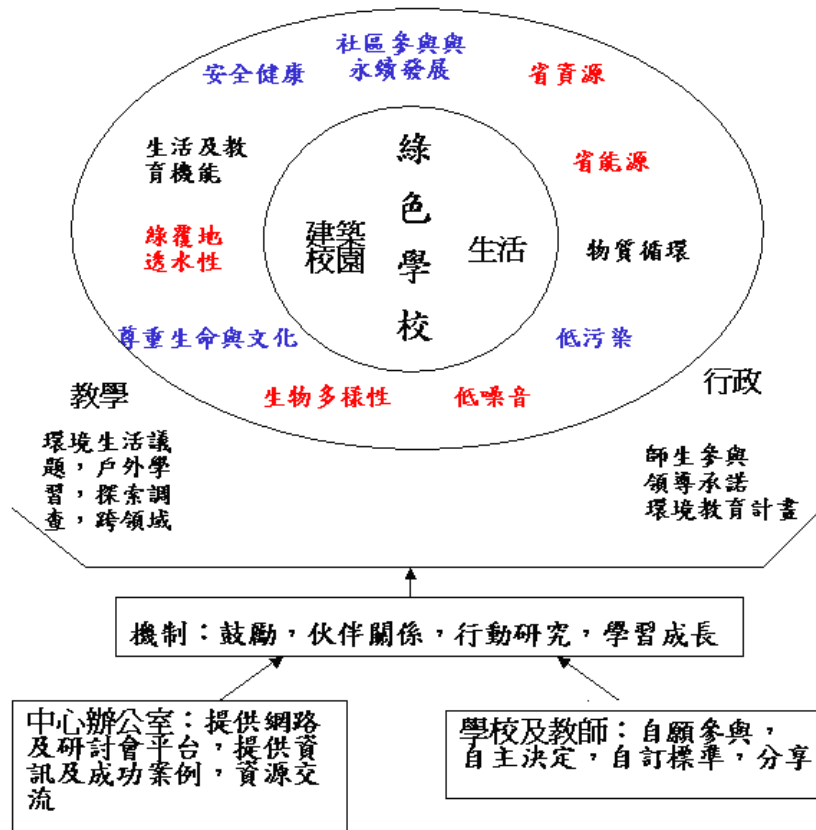 社區參與與
永續發展
安全健康
省資源
生活及教
育機能
省能源
綠色學校
建築
校園
生活
綠覆地
透水性
物質循環
尊重生命與文化
低污染
生物多樣性
低噪音
教學
環境生活議
題，戶外學
習，探索調
查，跨領域
行政
師生參與
領導承諾
環境教育計畫
機制：鼓勵，伙伴關係，行動研究，學習成長
中心辦公室：提供網路
及研討會平台，提供資
訊及成功案例，資源交
流
學校及教師：自願參與，
自主決定，自訂標準，分享